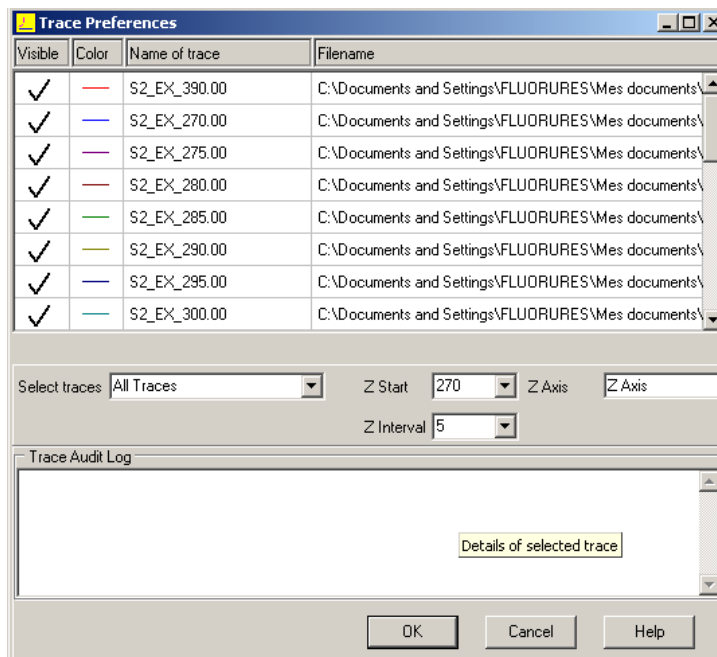 Trace Preferences
Visible Color Name of trace Filename
S2_EX_390.00 C:\Documents and Settings\FLUORURES\Mes documents\
S2_EX_270.00 C:\Documents and Settings\FLUORURES\Mes documents\
S2_EX_275.00 C:\Documents and Settings\FLUORURES\Mes documents\
S2_EX_280.00 C:\Documents and Settings\FLUORURES\Mes documents\
S2_EX_285.00 C:\Documents and Settings\FLUORURES\Mes documents\
S2_EX_290.00 C:\Documents and Settings\FLUORURES\Mes documents\
S2_EX_295.00 C:\Documents and Settings\FLUORURES\Mes documents\
S2_EX_300.00 C:\Documents and Settings\FLUORURES\Mes documents\
Select traces All Traces Z Start 270 Z Axis Z Axis
Z Interval 5
Trace Audit Log
Details of selected trace
OK Cancel Help